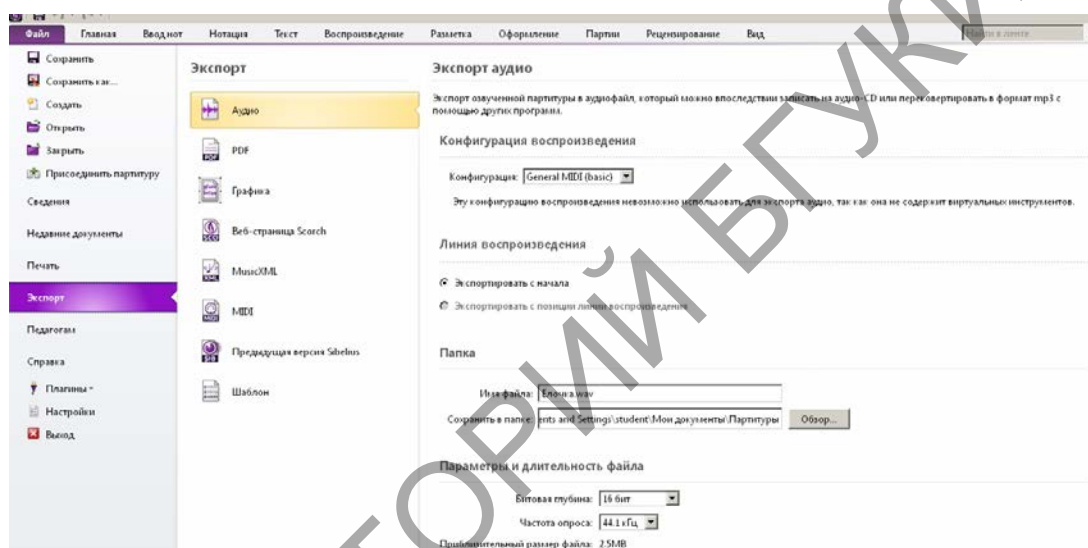 Файл Главная Ввод нот Нотация Текст Воспроизведение Разметка Оформление Партии Рецензирование Вид Найти в ленте
Сохранить
Сохранить как...
Создать
Открыть
Закрыть
Присоединить партитуру
Сведения
Недавние документы
Печать
Экспорт
Педагогам
Справка
Плагины
Настройки
Выход
Экспорт
Аудио
PDF
Графика
Веб-страница Scorch
MusicXML
MIDI
Предыдущая версия Sibelius
Шаблон
Экспорт аудио
Экспорт озвученной партитуры в аудиофайл, который можно впоследствии записать на аудио-CD или переконвертировать в формат mp3 с
помощью других программ.
Конфигурация воспроизведения
Конфигурация: General MIDI (basic)
Эту конфигурацию воспроизведения невозможно использовать для экспорта аудио, так как она не содержит виртуальных инструментов.
Линия воспроизведения
Экспортировать с начала
Экспортировать с позиции линии воспроизведения
Папка
Имя файла: Елочка.wav
Сохранить в папке: ents and Settings\student\Мои документы\Партитуры Обзор...
Параметры и длительность файла
Битовая глубина: 16 бит
Частота опроса: 44.1 кГц
Приблизительный размер файла: 2.5MB
ТОРИЙ БГУКИ